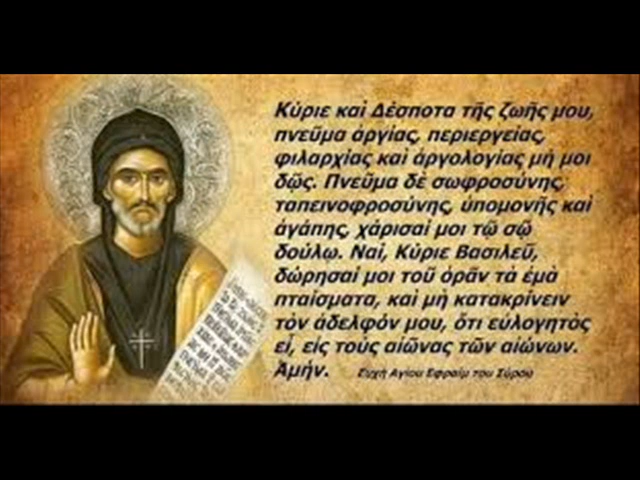 Κύριε καὶ Δέσποτα τῆς ζωῆς μου,
πνεῦμα ἀργίας, περιεργείας,
φιλαρχίας καὶ ἀργολογίας μή μοι
δῷς. Πνεῦμα δὲ σωφροσύνης,
ταπεινοφροσύνης, ὑπομονῆς καὶ
ἀγάπης, χάρισαί μοι τῷ σῷ
δούλῳ. Ναί, Κύριε Βασιλεῦ,
δώρησαί μοι τοῦ ὁρᾶν τὰ ἐμὰ
πταίσματα, καὶ μὴ κατακρίνειν
τὸν ἀδελφόν μου, ὅτι εὐλογητὸς
εἶ, εἰς τοὺς αἰῶνας τῶν αἰώνων.
Ἀμήν. Ευχή Αγίου Εφραίμ του Σύρου